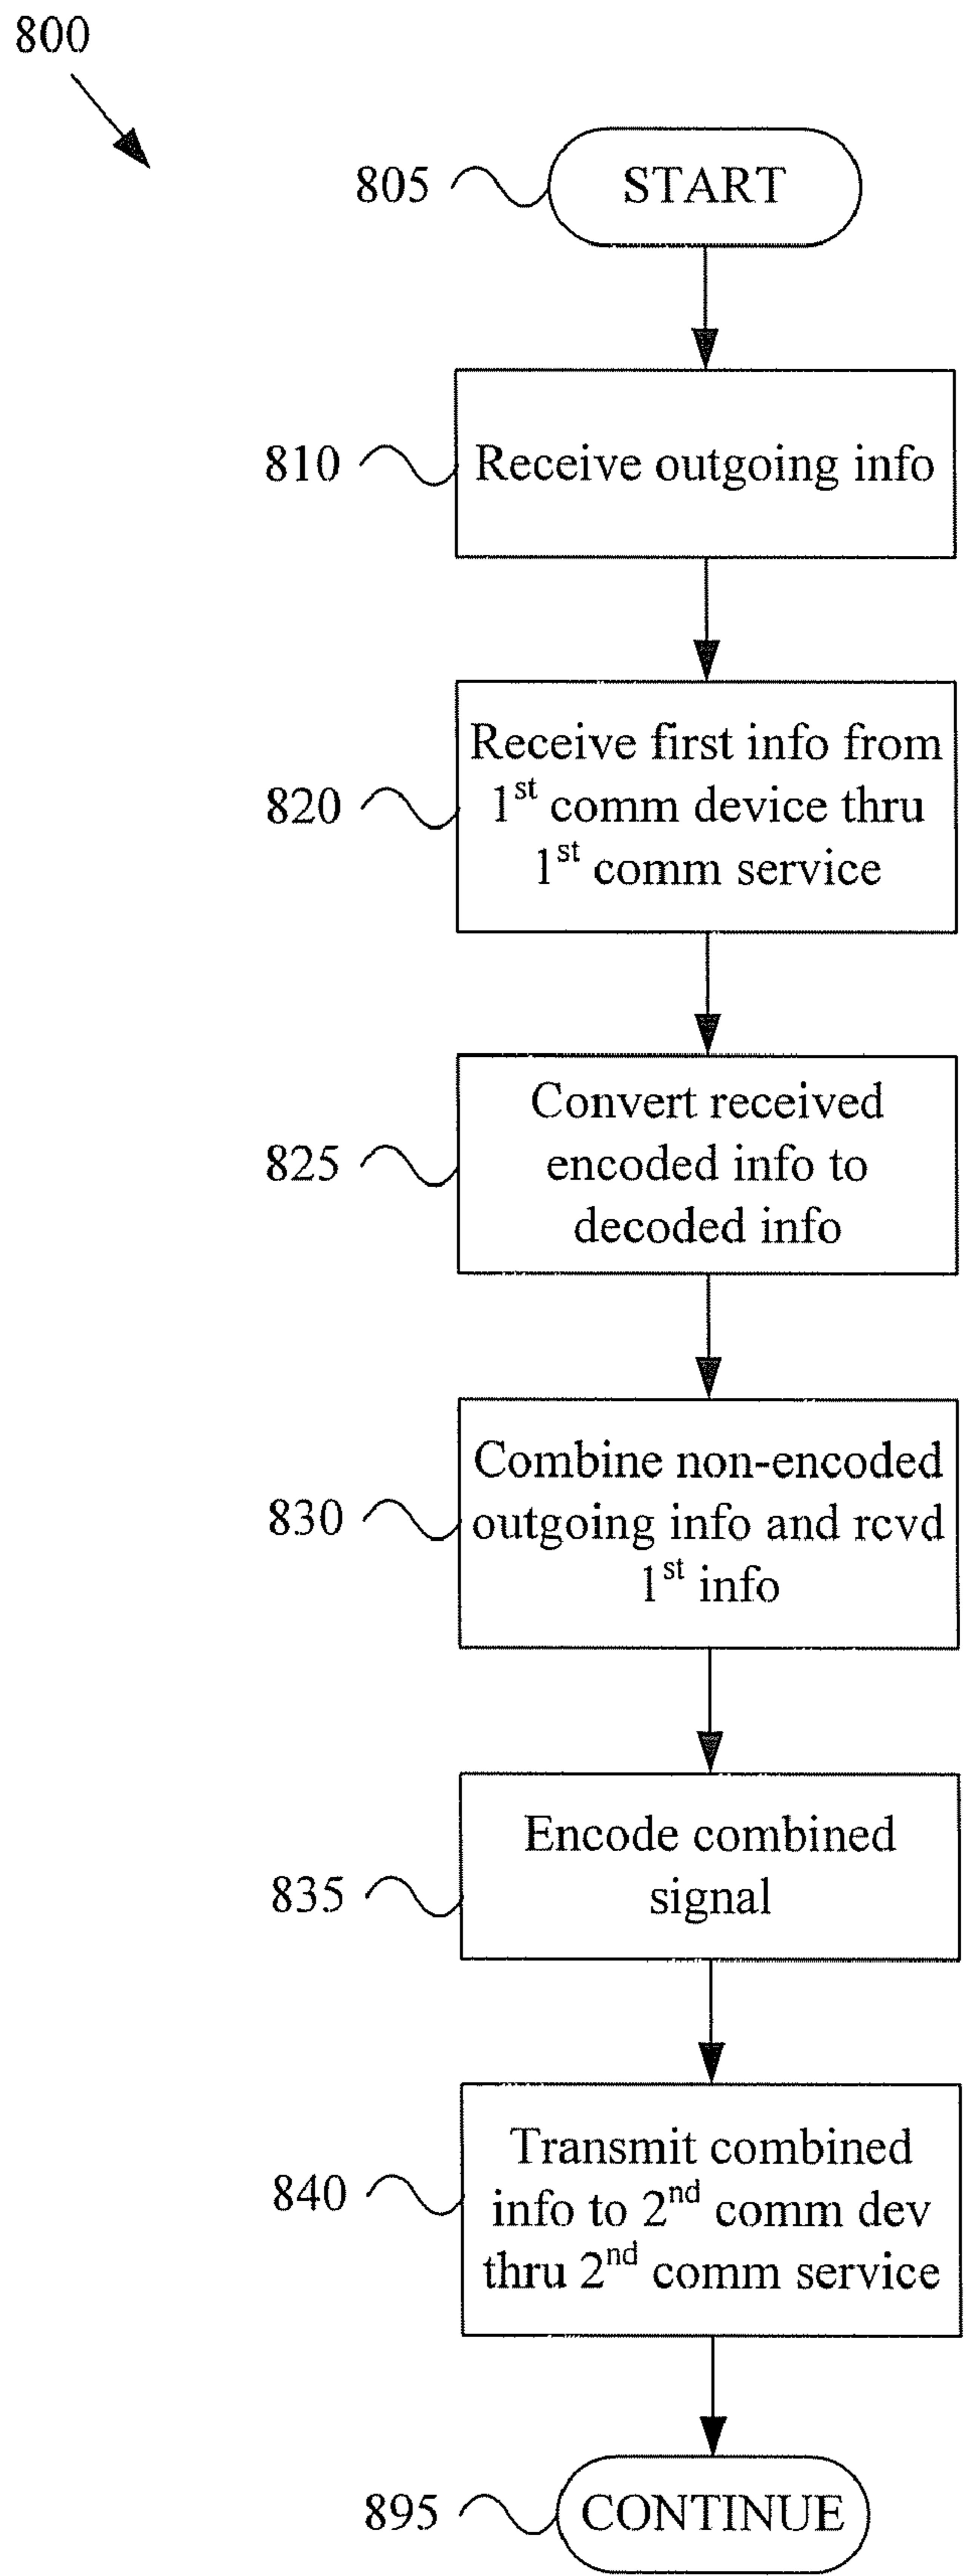 800
805
START
810
Receive outgoing info
820
Receive first info from
1st comm device thru
1st comm service
825
Convert received
encoded info to
decoded info
830
Combine non-encoded
outgoing info and rcvd
1st info
835
Encode combined
signal
840
Transmit combined
info to 2nd comm dev
thru 2nd comm service
895
CONTINUE